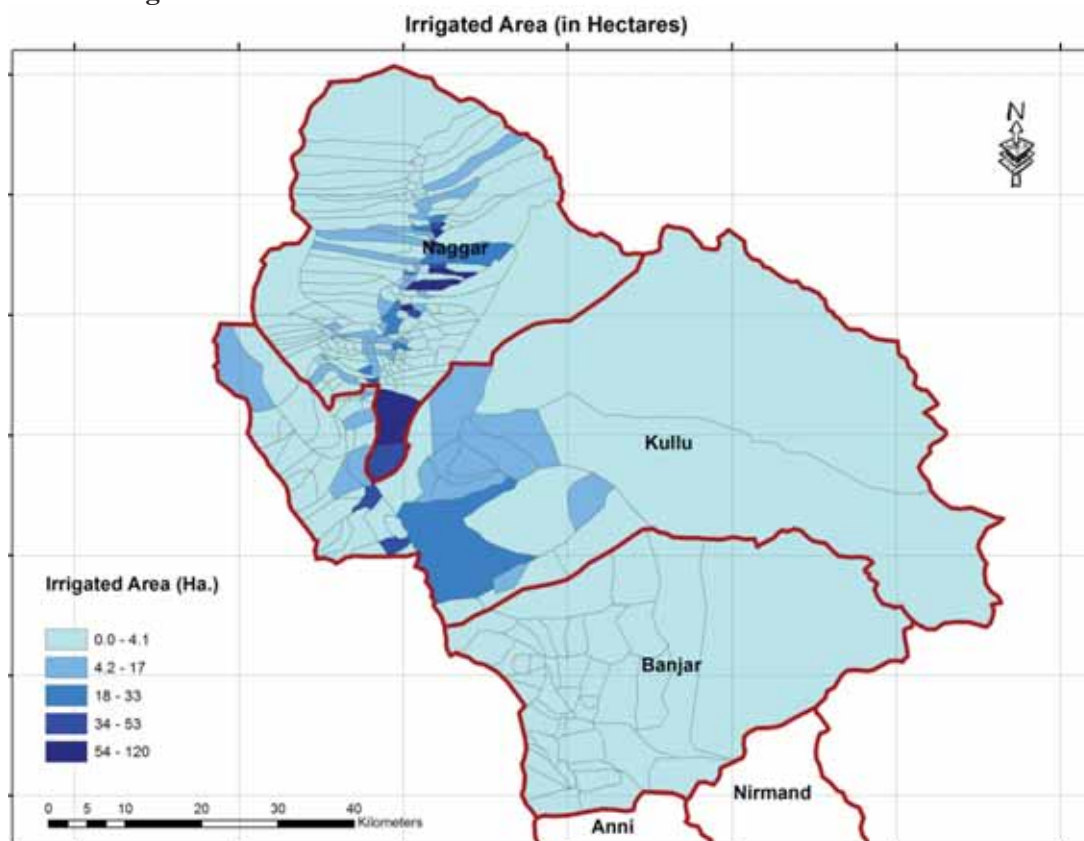 Irrigated Area (in Hectares)
N
Naggar
Kullu
Irrigated Area (Ha.)
0.0 - 4.1
4.2 - 17
18 - 33
34 - 53
54 - 120
Banjar
Nirmand
Anni
0 5 10 20 30 40
Kilometers